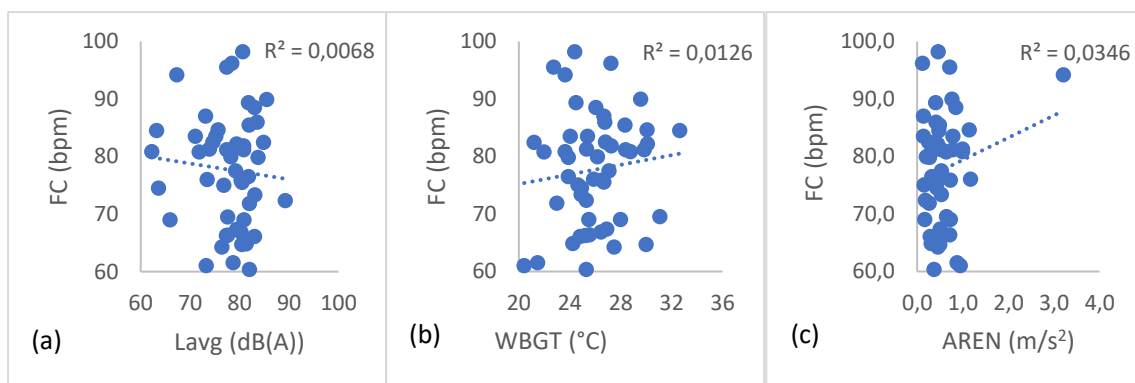 R² = 0,0068
100
90
80
70
60
60 70 80 90 100
FC (bpm)
Lavg (dB(A))
(a)
R² = 0,0126
100
90
80
70
60
20 24 28 32 36
FC (bpm)
WBGT (°C)
(b)
R² = 0,0346
100,0
90,0
80,0
70,0
60,0
0,0 1,0 2,0 3,0 4,0
FC (bpm)
AREN (m/s²)
(c)